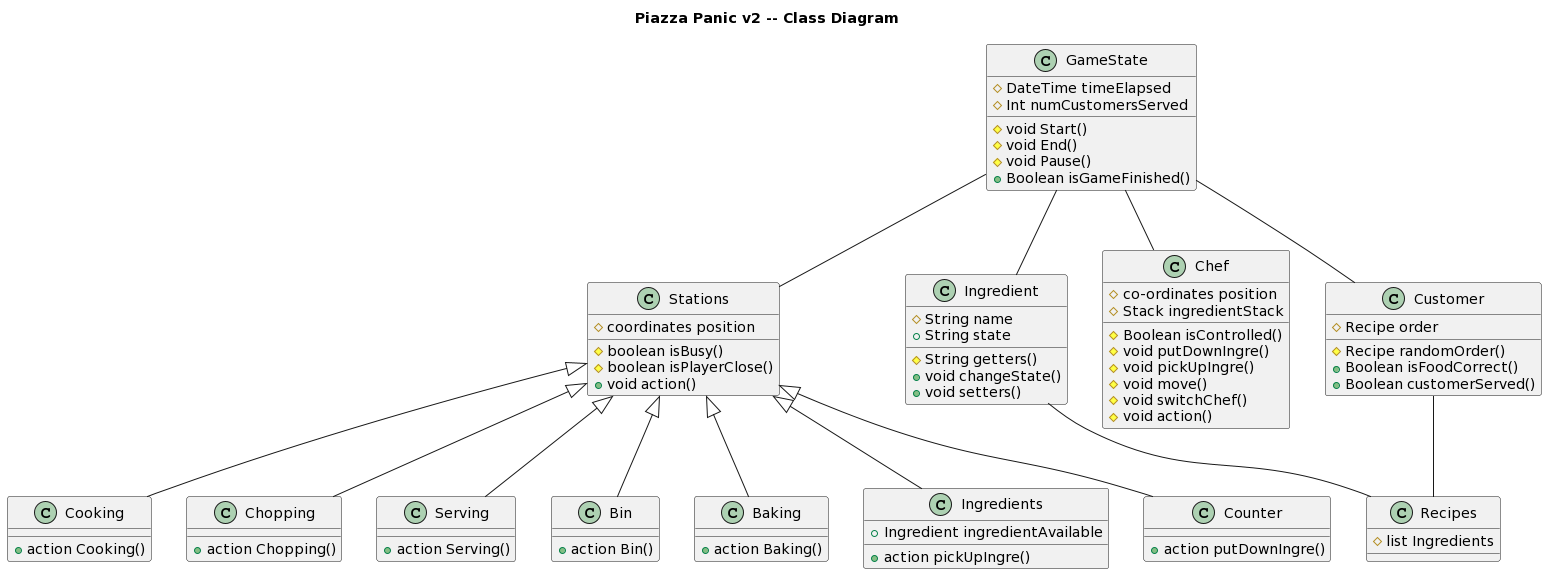 Piazza Panic v2 -- Class Diagram
C GameState
DateTime timeElapsed
Int numCustomersServed
void Start()
void End()
void Pause()
Boolean isGameFinished()
C Stations
coordinates position
boolean isBusy()
boolean isPlayerClose()
void action()
C Ingredient
String name
String state
String getters()
void changeState()
void setters()
C Chef
co-ordinates position
Stack ingredientStack
Boolean isControlled()
void putDownIngre()
void pickUpIngre()
void move()
void switchChef()
void action()
C Customer
Recipe order
Recipe randomOrder()
Boolean isFoodCorrect()
Boolean customerServed()
C Cooking
action Cooking()
C Chopping
action Chopping()
C Serving
action Serving()
C Bin
action Bin()
C Baking
action Baking()
C Ingredients
Ingredient ingredientAvailable
action pickUpIngre()
C Counter
action putDownIngre()
C Recipes
list Ingredients